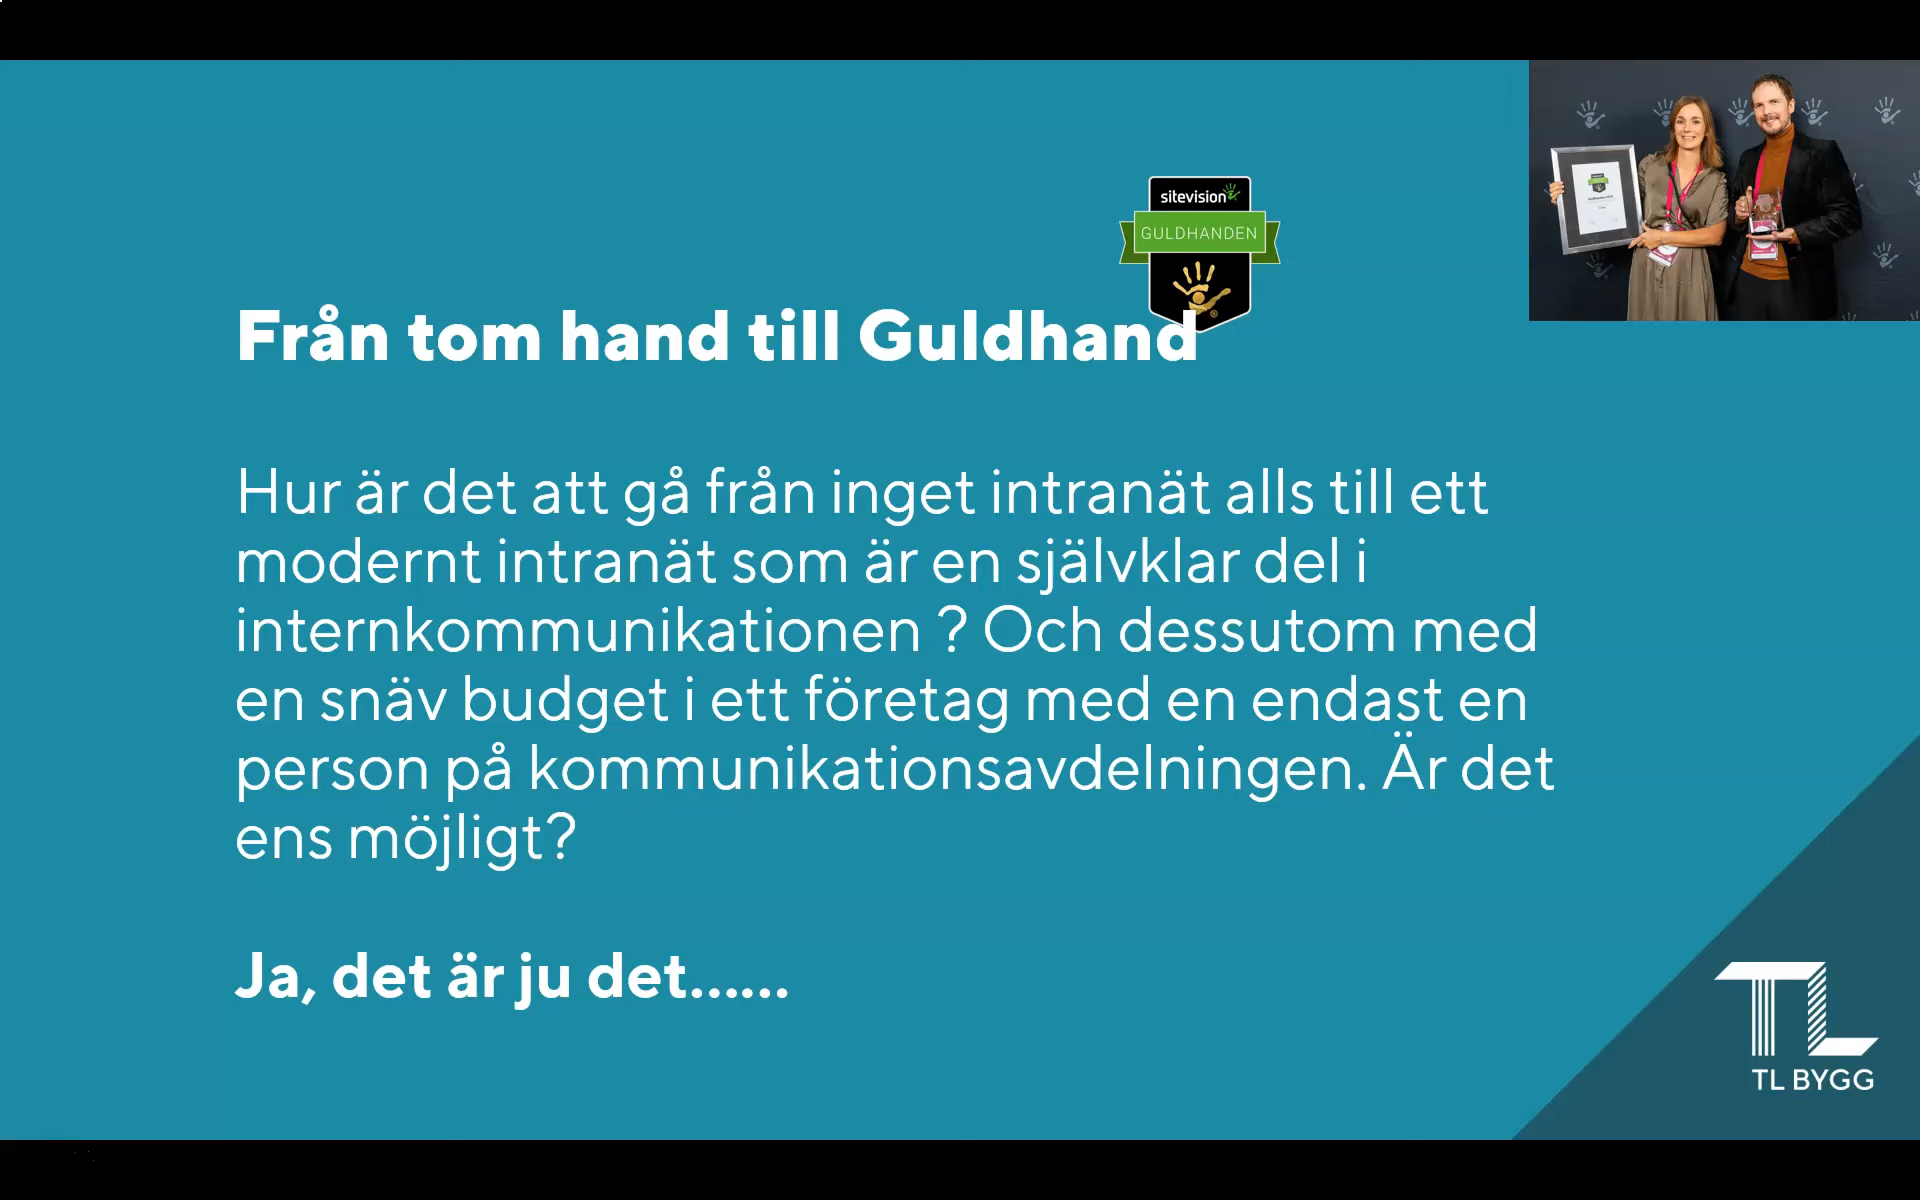 sitevision
GULDHANDEN
Från tom hand till Guldhand
Hur är det att gå från inget intranät alls till ett
modernt intranät som är en självklar del i
internkommunikationen ? Och dessutom med
en snäv budget i ett företag med en endast en
person på kommunikationsavdelningen. Är det
ens möjligt?
Ja, det är ju det......
TL
TL BYGG